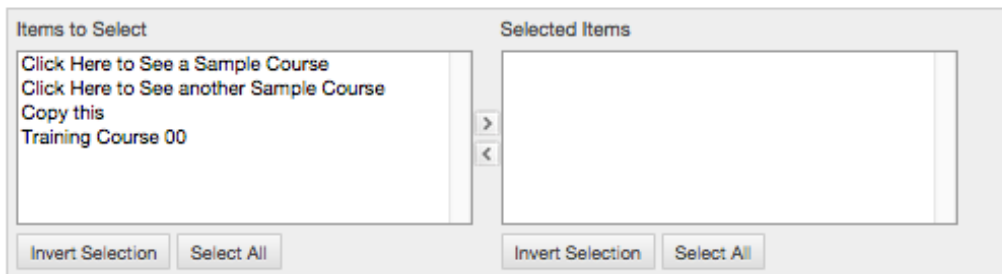 Items to Select
Click Here to See a Sample Course
Click Here to See another Sample Course
Copy this
Training Course 00
Invert Selection
Select All
Selected Items
>
<
Invert Selection
Select All